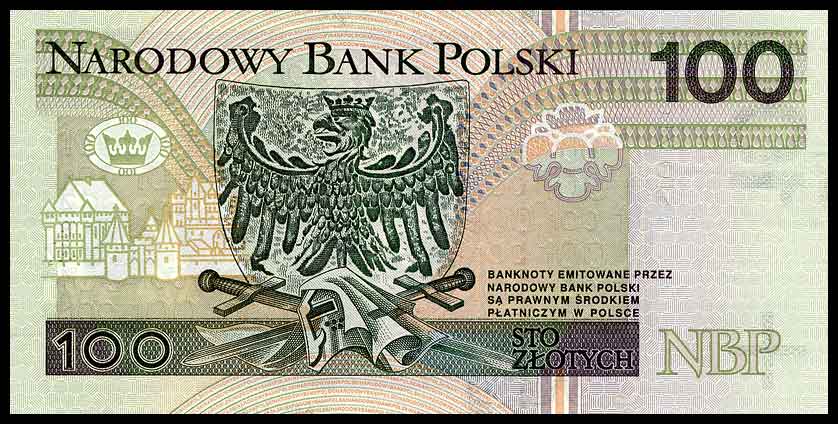 NARODOWY BANK POLSKI
100
BANKNOTY EMITOWANE PRZEZ
NARODOWY BANK POLSKI
SĄ PRAWNYM ŚRODKIEM
PŁATNICZYM W POLSCE
100
STO
ZŁOTYCH
NBP